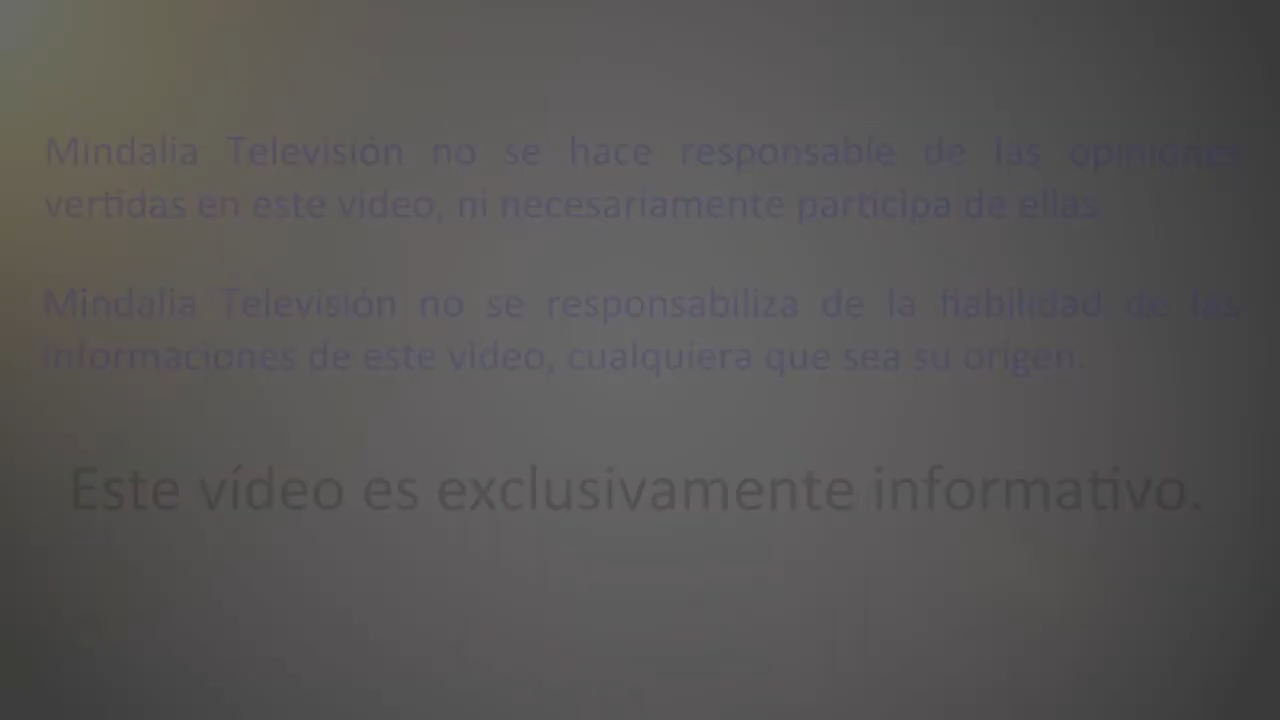 Mindalia Televisión no se hace responsable de las opiniones
vertidas en este video, ni necesariamente participa de ellas
Mindalia Televisión no se responsabiliza de la fiabilidad de las
informaciones de este vídeo, cualquiera que sea su origen.
Este vídeo es exclusivamente informativo.